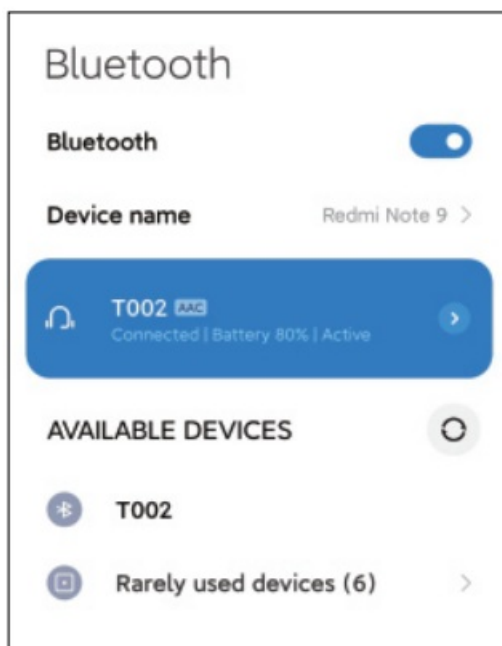 Bluetooth
Bluetooth
Device name Redmi Note 9 >
T002 AAC
Connected | Battery 80% | Active
AVAILABLE DEVICES
T002
Rarely used devices (6) >